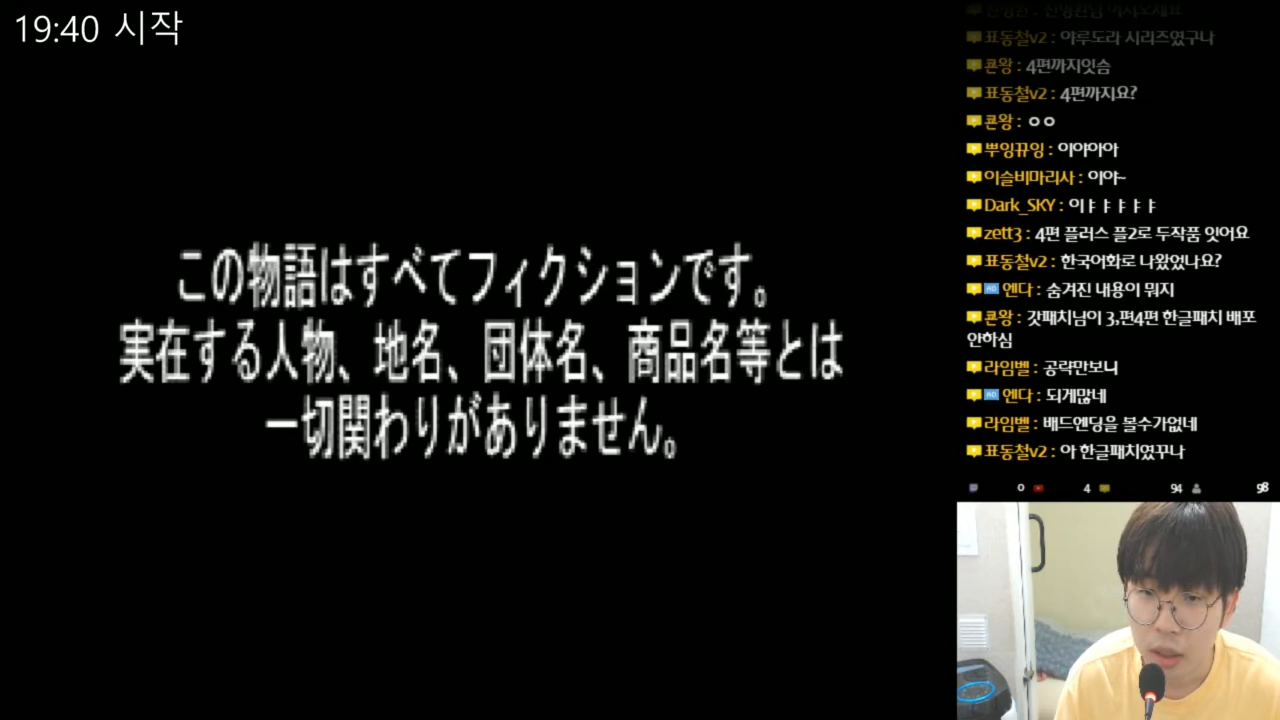 19:40 시작
この物語はすべてフィクションです。
実在する人物、地名、団体名、商品名等とは
一切関わりがありません。
표동철v2 : 야루도라 시리즈였구나
콘왕 : 4편까지잇슴
표동철v2 : 4편까지요?
콘왕 : ㅇㅇ
뿌잉뀨잉 : 이야아아
이슬비마리사 : 이야~
Dark_SKY : 이ㅑㅑㅑㅑㅑ
zett3 : 4편 플러스 플2로 두작품 잇어요
표동철v2 : 한국어화로 나왔었나요?
엔다 : 숨겨진 내용이 뭐지
콘왕 : 갓패치님이 3,편4편 한글패치 배포
안하심
라임벨 : 공략만보니
엔다 : 되게많네
라임벨 : 배드엔딩을 볼수가없네
표동철v2 : 아 한글패치였꾸나
0 4 94 98